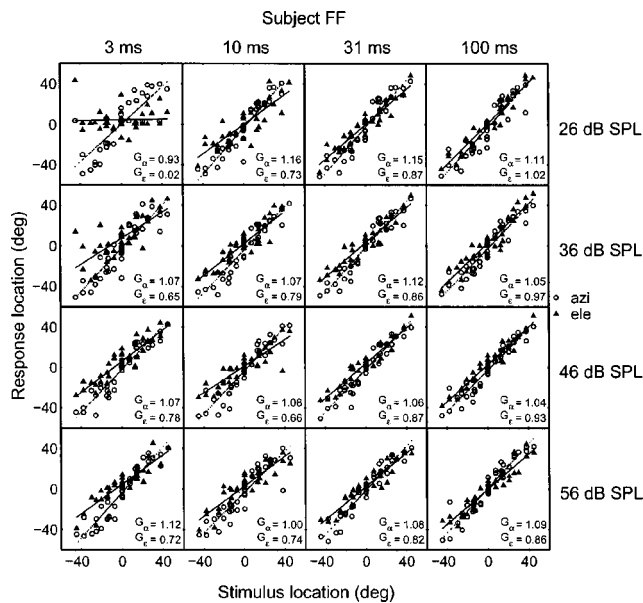 Subject FF
3 ms 10 ms 31 ms 100 ms
40
0
−40
Gα = 0.93
Gε = 0.02
Gα = 1.16
Gε = 0.73
Gα = 1.15
Gε = 0.87
Gα = 1.11
Gε = 1.02
26 dB SPL
40
0
−40
Gα = 1.07
Gε = 0.65
Gα = 1.07
Gε = 0.79
Gα = 1.12
Gε = 0.86
Gα = 1.05
Gε = 0.97
36 dB SPL
azi
ele
40
0
−40
Gα = 1.07
Gε = 0.78
Gα = 1.06
Gε = 0.66
Gα = 1.06
Gε = 0.87
Gα = 1.04
Gε = 0.93
46 dB SPL
40
0
−40
Gα = 1.12
Gε = 0.72
Gα = 1.00
Gε = 0.74
Gα = 1.08
Gε = 0.82
Gα = 1.09
Gε = 0.86
56 dB SPL
−40 0 40 −40 0 40 −40 0 40 −40 0 40
Stimulus location (deg)
Response location (deg)